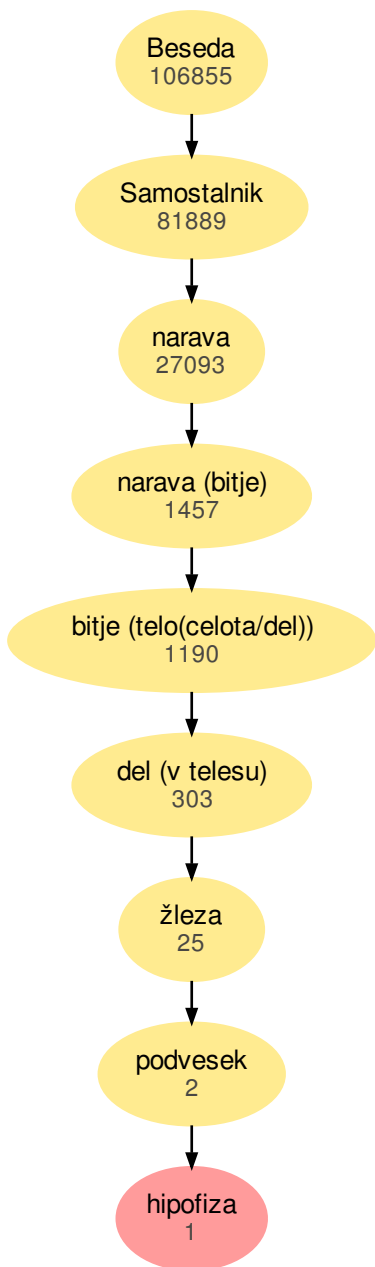 Beseda
106855
Samostalnik
81889
narava
27093
narava (bitje)
1457
bitje (telo(celota/del))
1190
del (v telesu)
303
žleza
25
podvesek
2
hipofiza
1